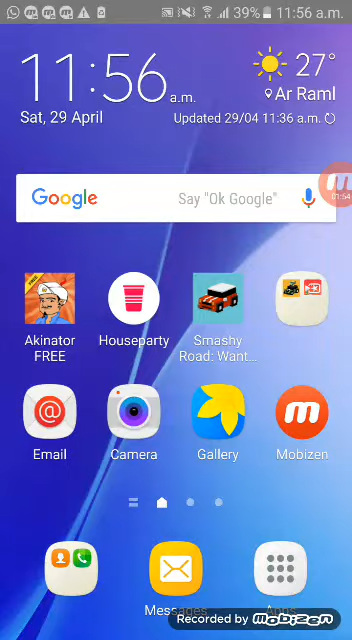 39% 11:56 a.m.
11:56 a.m.
27°
Ar Raml
Sat, 29 April
Updated 29/04 11:36 a.m.
Google Say "Ok Google"
01:54
Akinator FREE
Houseparty
Smashy Road: Want...
Email
Camera
Gallery
Mobizen
Messages
Apps
Recorded by mobizen